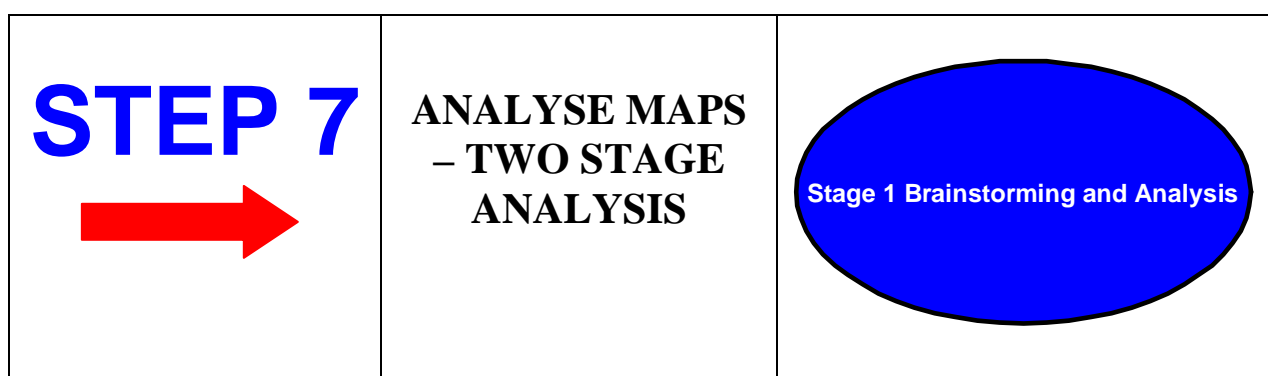 STEP 7
ANALYSE MAPS
– TWO STAGE
ANALYSIS
Stage 1 Brainstorming and Analysis